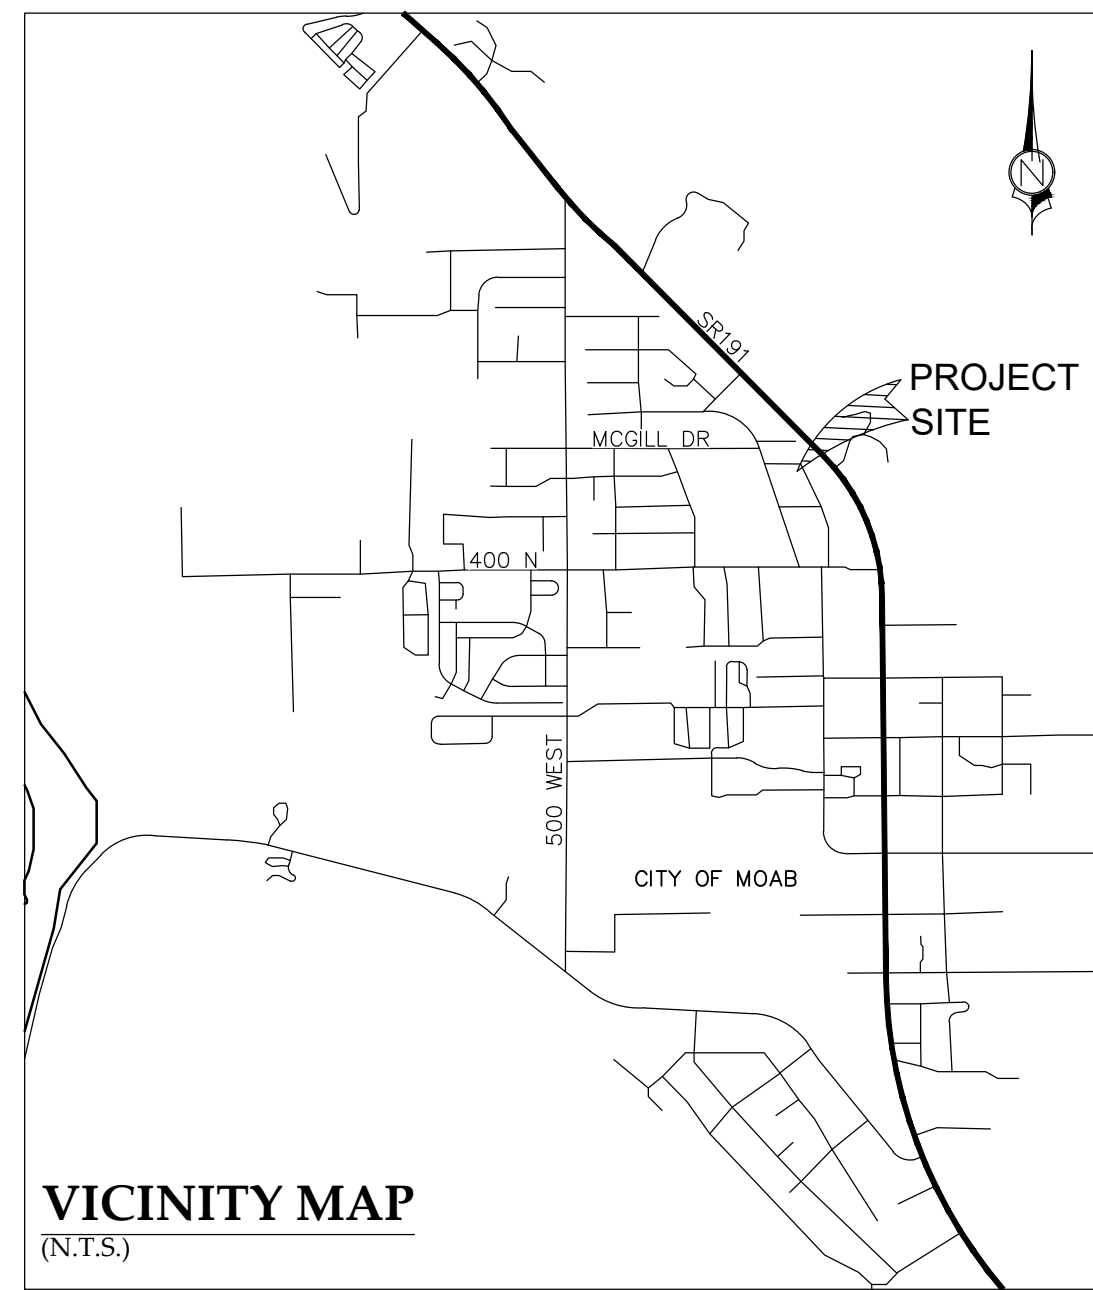 N
SR191
PROJECT
SITE
MCGILL DR
400 N
500 WEST
CITY OF MOAB
VICINITY MAP
(N.T.S.)